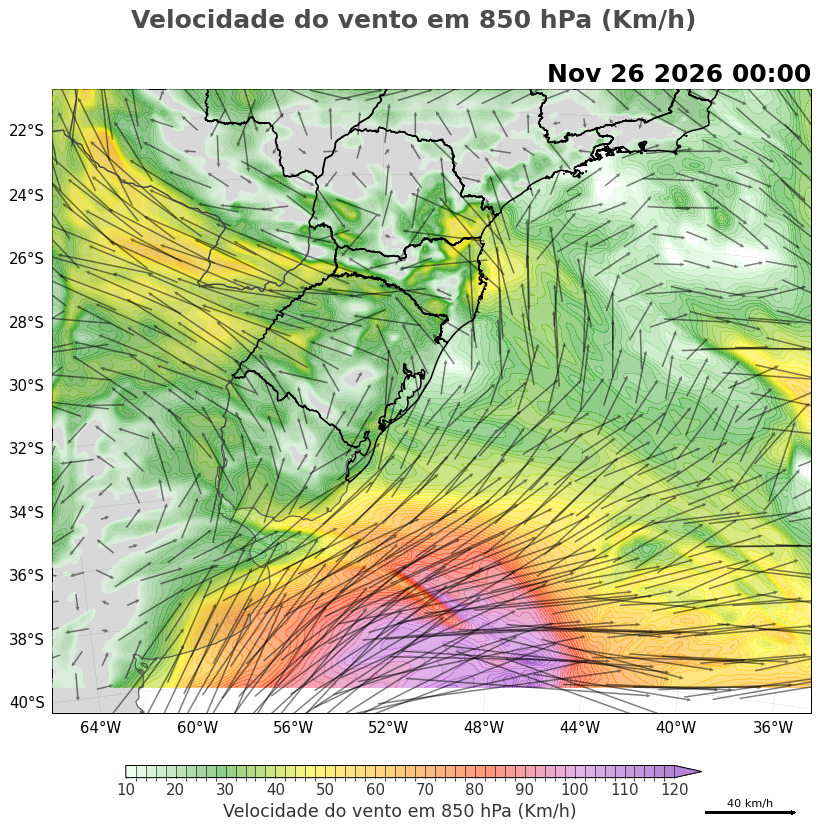 Velocidade do vento em 850 hPa (Km/h)
Nov 26 2026 00:00
22°S
24°S
26°S
28°S
30°S
32°S
34°S
36°S
38°S
40°S
64°W 60°W 56°W 52°W 48°W 44°W 40°W 36°W
10 20 30 40 50 60 70 80 90 100 110 120
Velocidade do vento em 850 hPa (Km/h)
40 km/h